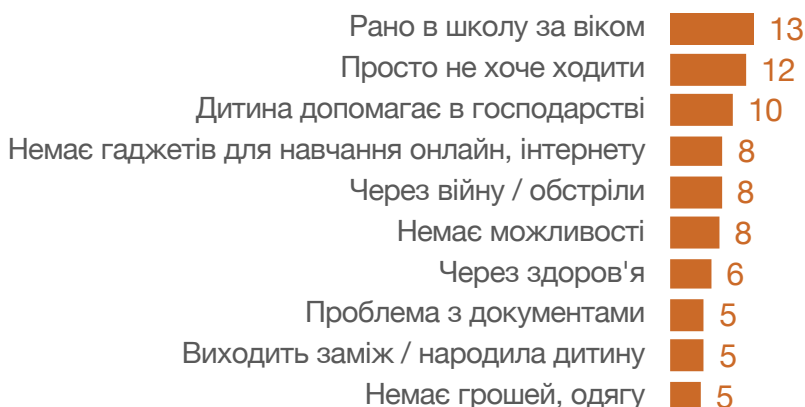 Рано в школу за віком 13
Просто не хоче ходити 12
Дитина допомагає в господарстві 10
Немає гаджетів для навчання онлайн, інтернету 8
Через війну / обстріли 8
Немає можливості 8
Через здоров'я 6
Проблема з документами 5
Виходить заміж / народила дитину 5
Немає грошей, одягу 5